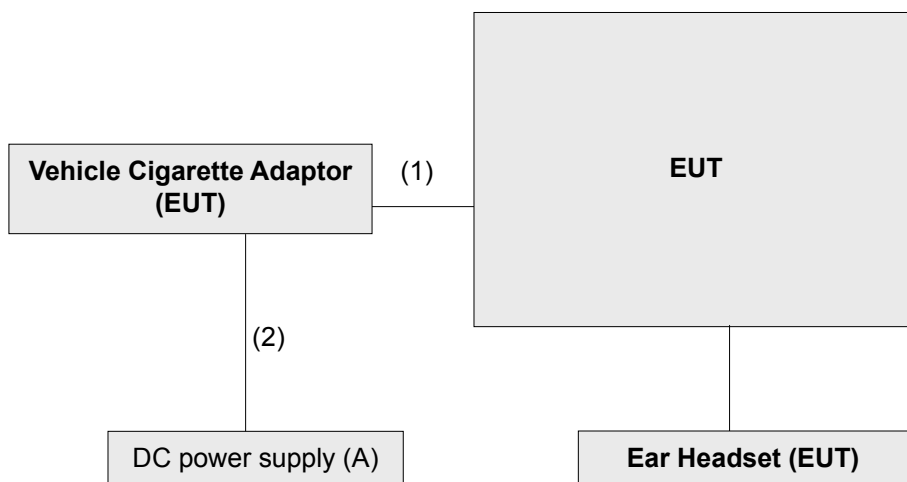 EUT
Vehicle Cigarette Adaptor
(EUT)
(1)
(2)
DC power supply (A)
Ear Headset (EUT)